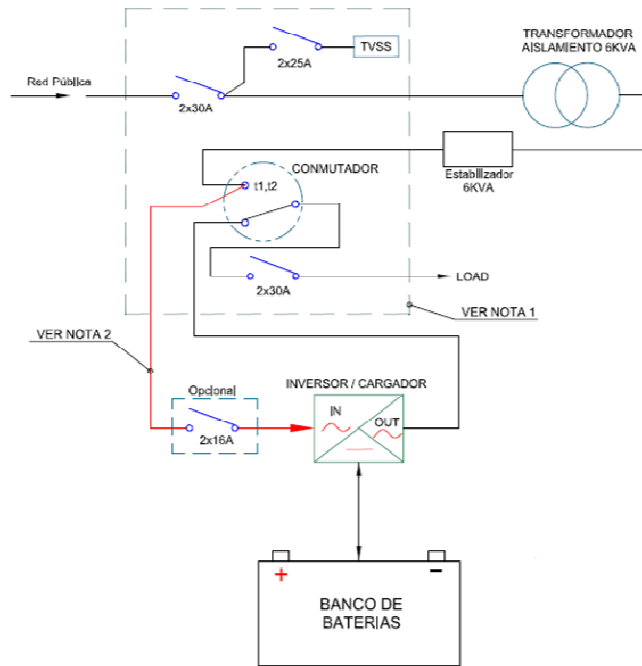 TRANSFORMADOR
AISLAMIENTO 6KVA
TVSS
2x25A
Red Pública
2x30A
Estabilizador
6KVA
CONMUTADOR
t1,t2
LOAD
2x30A
VER NOTA 1
VER NOTA 2
INVERSOR / CARGADOR
Opcional
IN
OUT
2x16A
+
-
BANCO DE
BATERIAS